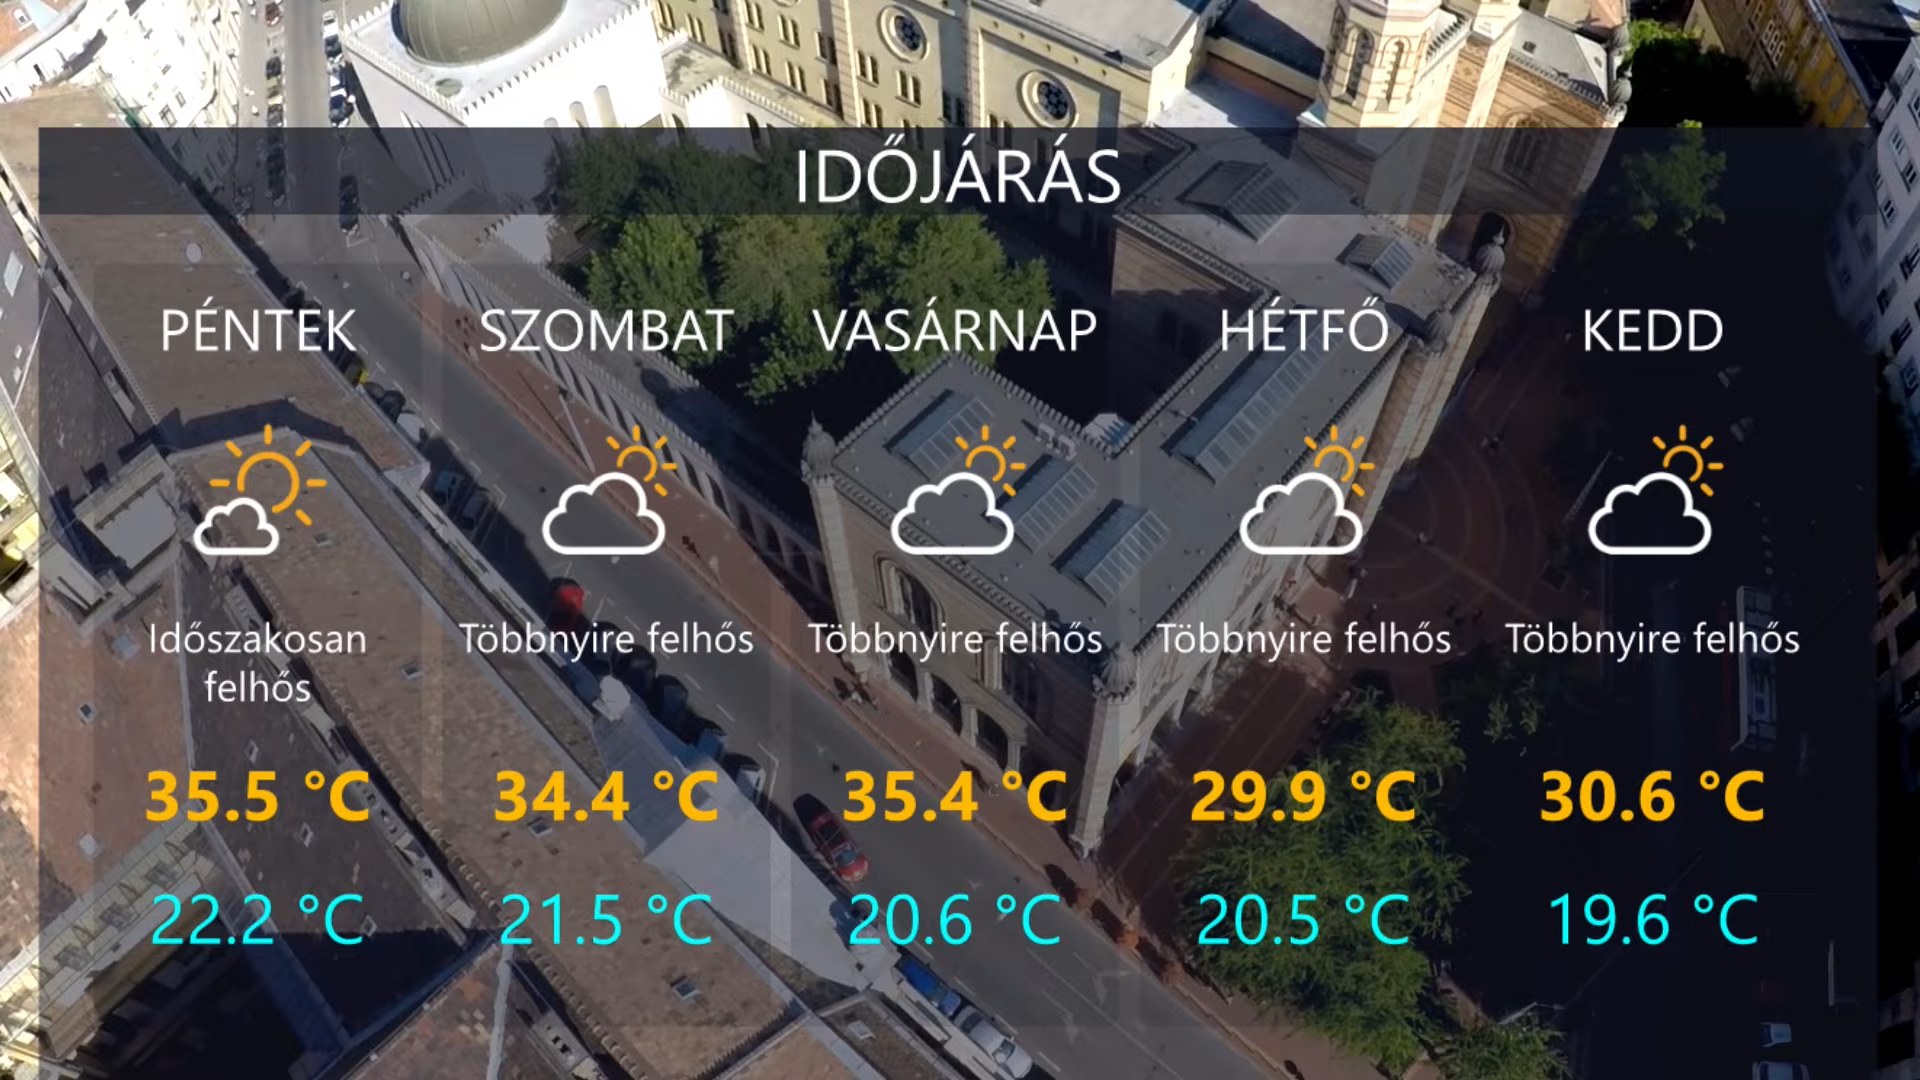 IDŐJÁRÁS
PÉNTEK
Időszakosan
felhős
35.5 °C
22.2 °C
SZOMBAT
Többnyire felhős
34.4 °C
21.5 °C
VASÁRNAP
Többnyire felhős
35.4 °C
20.6 °C
HÉTFŐ
Többnyire felhős
29.9 °C
20.5 °C
KEDD
Többnyire felhős
30.6 °C
19.6 °C